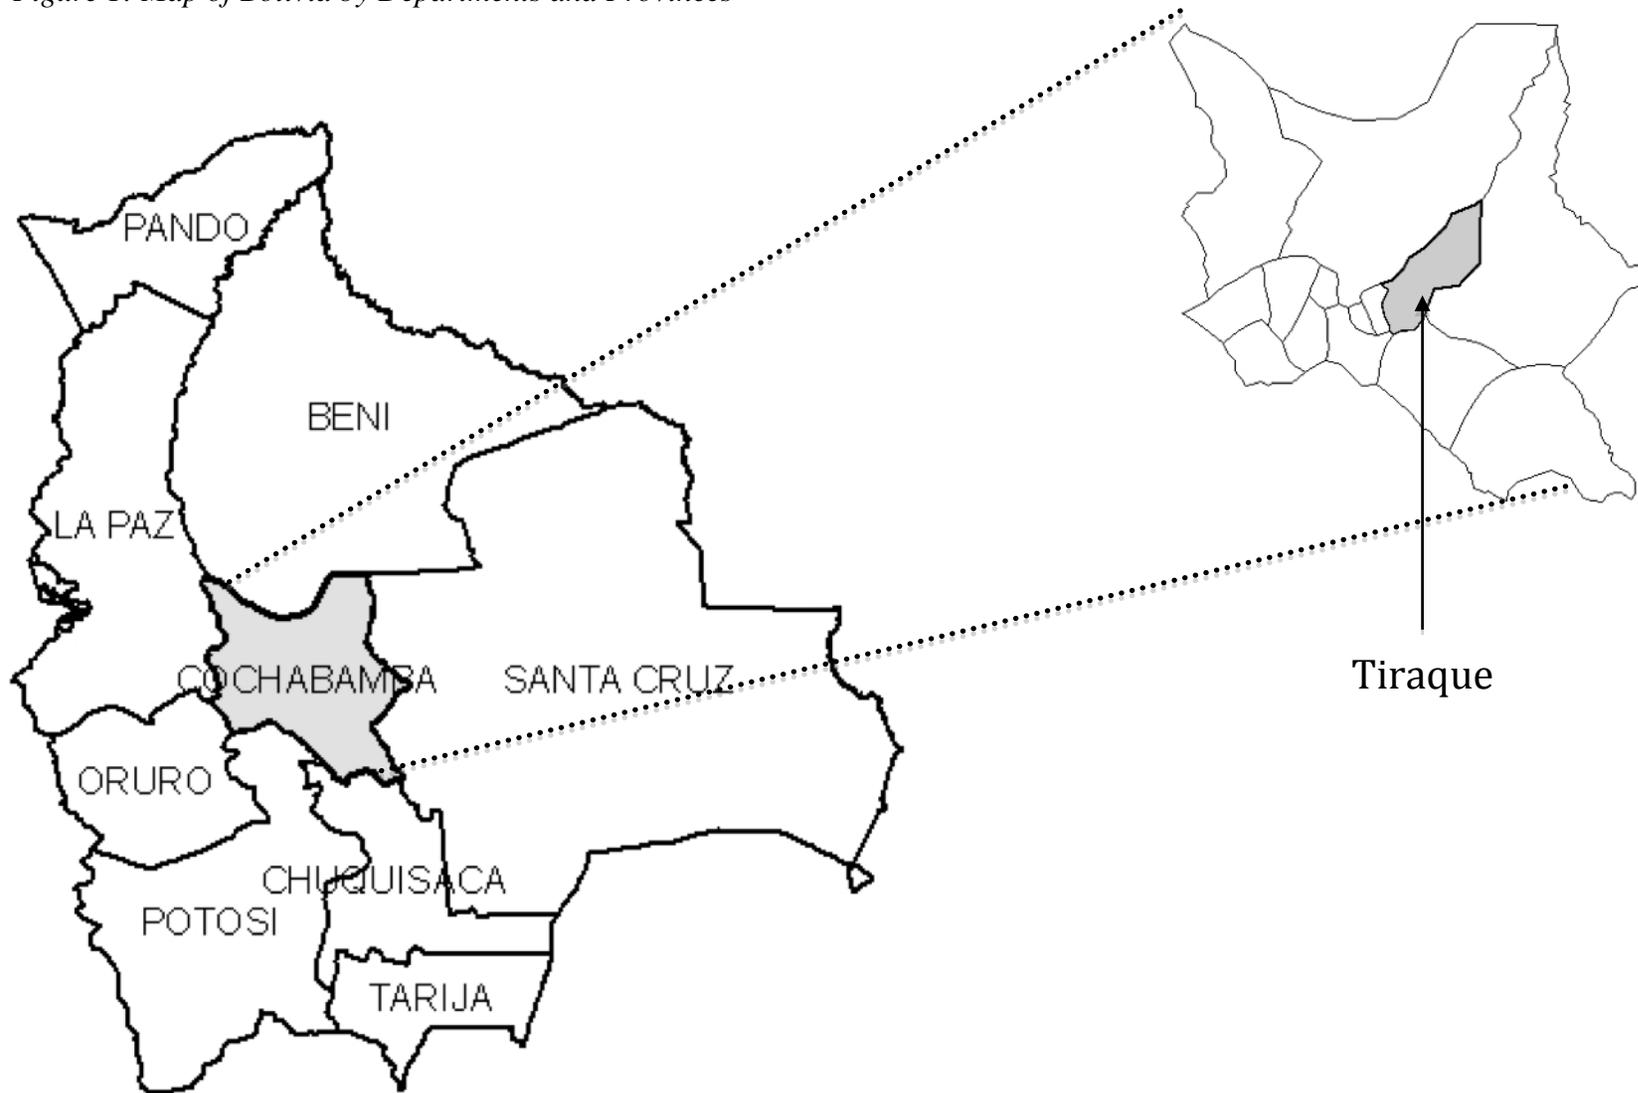 Figure 1. Map of Bolivia by Departments and Provinces
PANDO
BENI
LA PAZ
COCHABAMBA
SANTA CRUZ
Tiraque
ORURO
CHUQUISACA
POTOSI
TARIJA